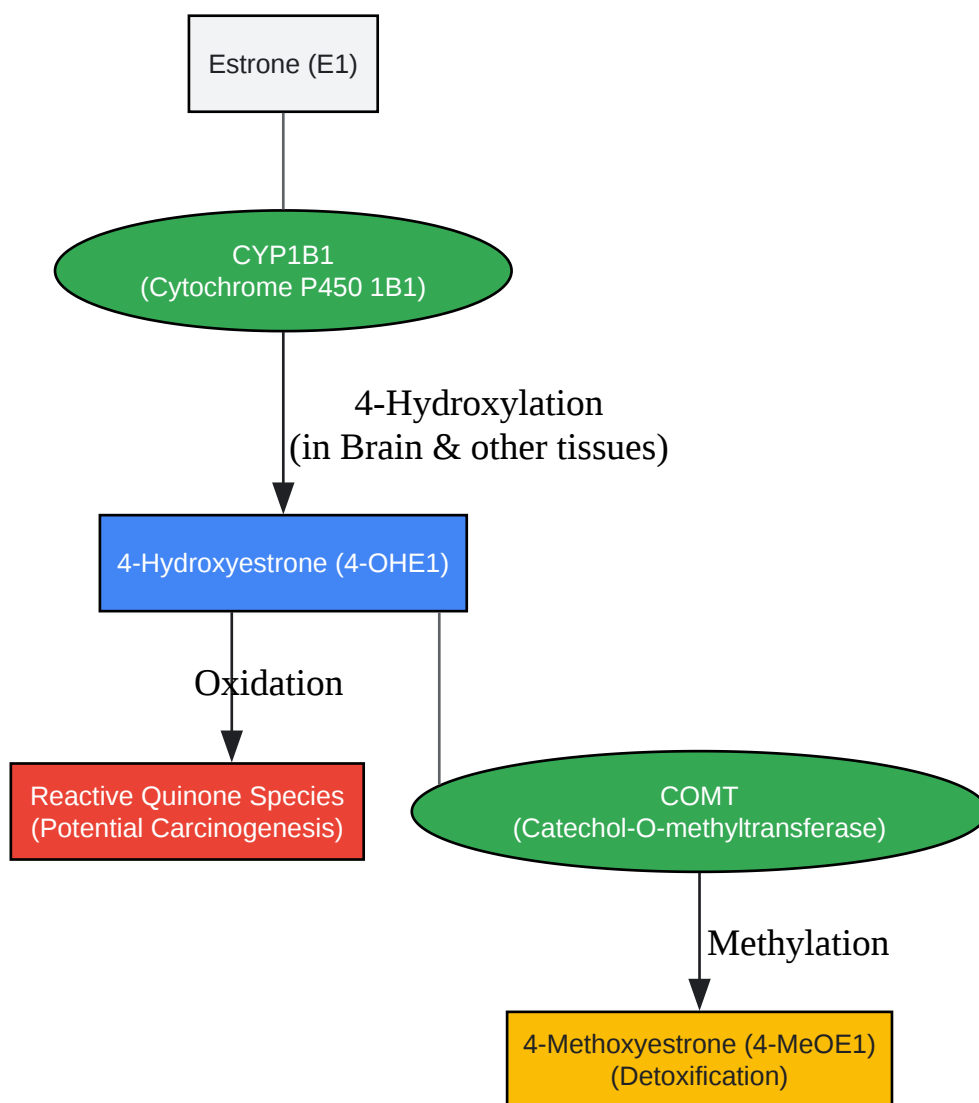 Estrone (E1)
CYP1B1
(Cytochrome P450 1B1)
4-Hydroxylation
(in Brain & other tissues)
4-Hydroxyestrone (4-OHE1)
Oxidation
Reactive Quinone Species
(Potential Carcinogenesis)
COMT
(Catechol-O-methyltransferase)
Methylation
4-Methoxyestrone (4-MeOE1)
(Detoxification)